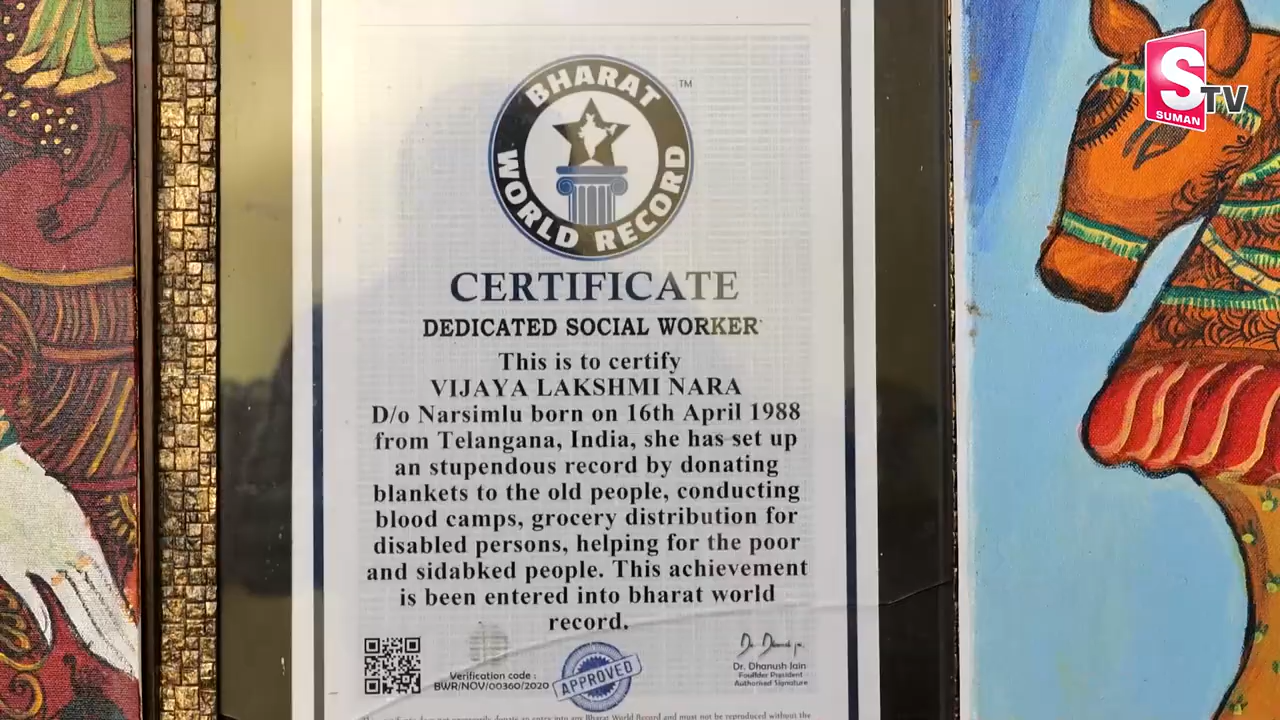 S
TV
SUMAN
BHARAT
WORLD RECORD
™
CERTIFICATE
DEDICATED SOCIAL WORKER
This is to certify
VIJAYA LAKSHMI NARA
D/o Narsimlu born on 16th April 1988
from Telangana, India, she has set up
an stupendous record by donating
blankets to the old people, conducting
blood camps, grocery distribution for
disabled persons, helping for the poor
and sidabked people. This achievement
is been entered into bharat world
record.
Verification code :
BWR/NOV/00360/2020
APPROVED
Dr. Dhanush Jain
Founder President
Authorised Signature